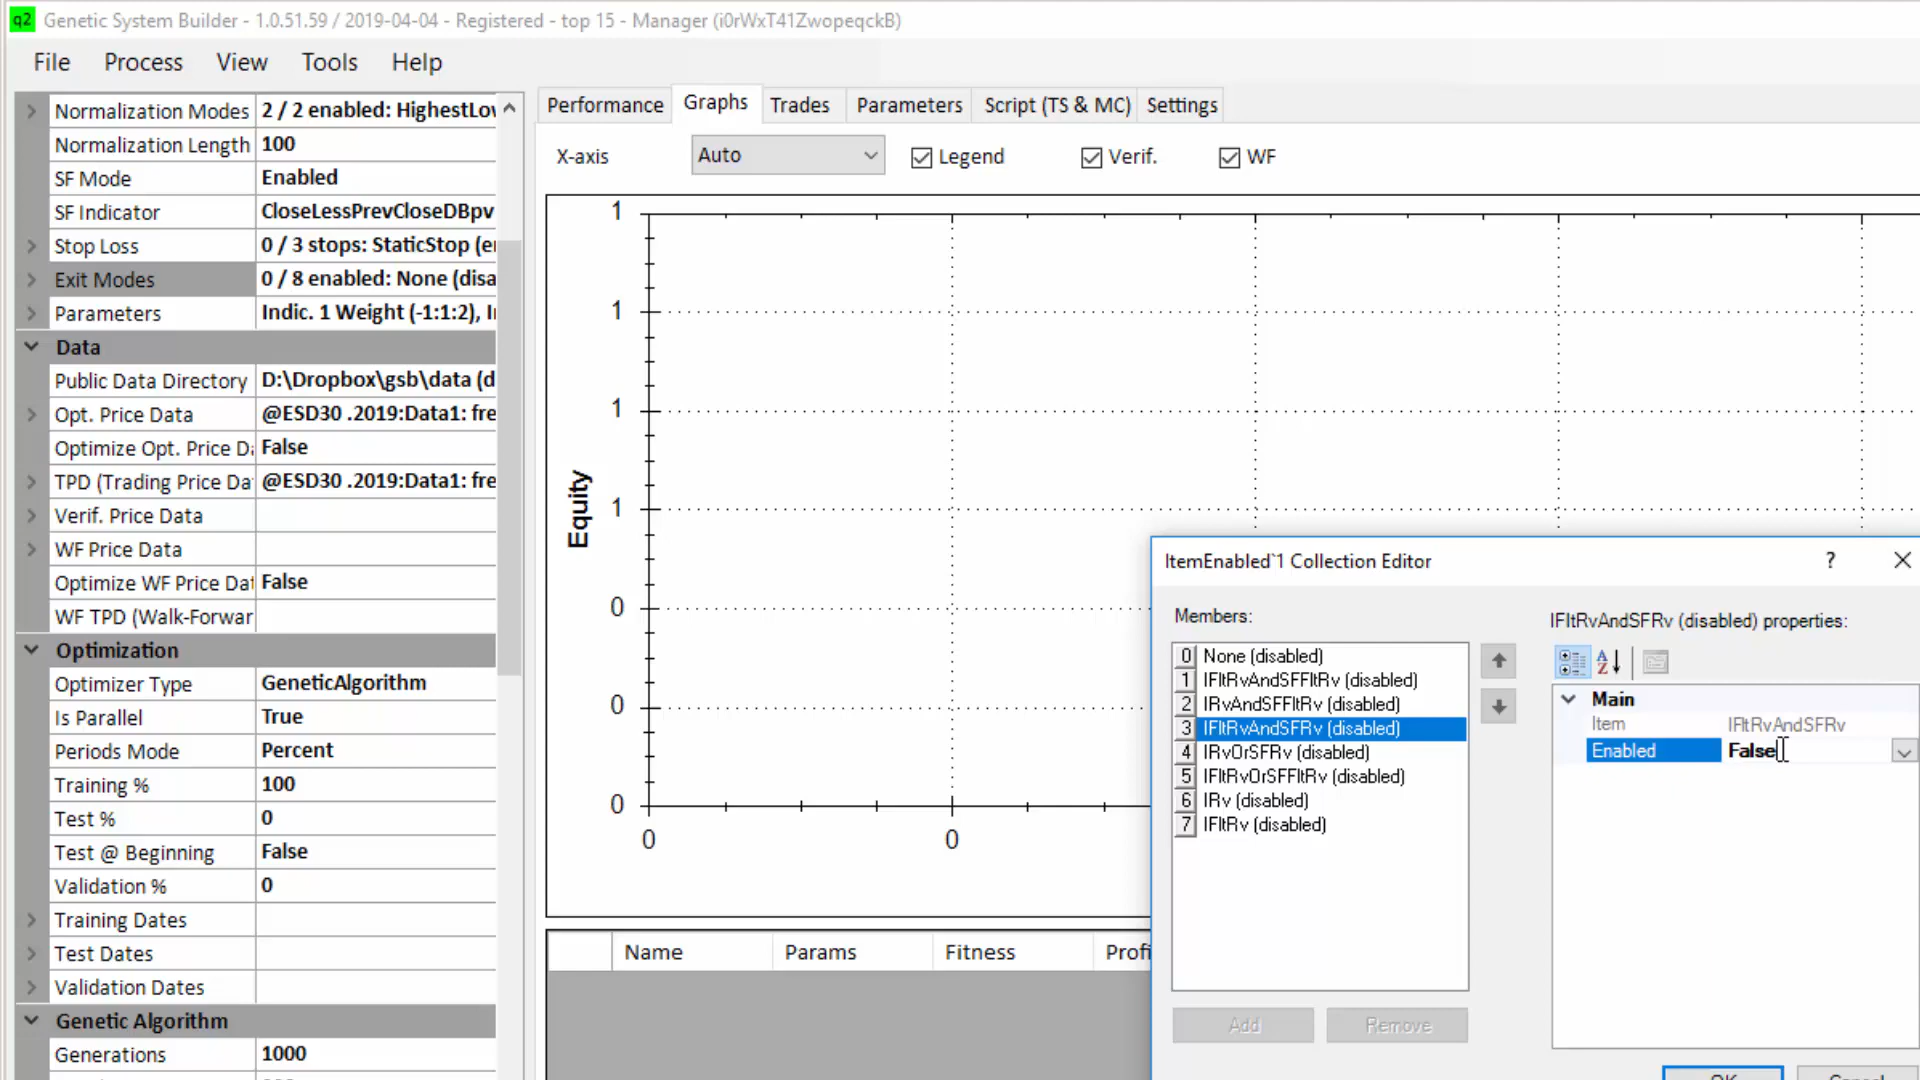 q2 Genetic System Builder - 1.0.51.59 / 2019-04-04 - Registered - top 15 - Manager (i0rWxT41ZwopeqckB)
File Process View Tools Help
Normalization Modes 2 / 2 enabled: HighestLov
Normalization Length 100
SF Mode Enabled
SF Indicator CloseLessPrevCloseDBpv
Stop Loss 0 / 3 stops: StaticStop (e
Exit Modes 0 / 8 enabled: None (disa
Parameters Indic. 1 Weight (-1:1:2), I
Data
Public Data Directory D:\Dropbox\gsb\data (d
Opt. Price Data @ESD30 .2019:Data1: fre
Optimize Opt. Price Da False
TPD (Trading Price Da @ESD30 .2019:Data1: fre
Verif. Price Data
WF Price Data
Optimize WF Price Dat False
WF TPD (Walk-Forwar
Optimization
Optimizer Type GeneticAlgorithm
Is Parallel True
Periods Mode Percent
Training % 100
Test % 0
Test @ Beginning False
Validation % 0
Training Dates
Test Dates
Validation Dates
Genetic Algorithm
Generations 1000
Performance Graphs Trades Parameters Script (TS & MC) Settings
X-axis Auto Legend Verif. WF
Equity
1
1
1
1
0
0
0
0 0
Name Params Fitness Profi
ItemEnabled`1 Collection Editor ? ×
Members:
0 None (disabled)
1 IFltRvAndSFFltRv (disabled)
2 IRvAndSFFltRv (disabled)
3 IFltRvAndSFRv (disabled)
4 IRvOrSFRv (disabled)
5 IFltRvOrSFFltRv (disabled)
6 IRv (disabled)
7 IFltRv (disabled)
Add Remove
IFltRvAndSFRv (disabled) properties:
Main
Item IFltRvAndSFRv
Enabled False
OK Cancel